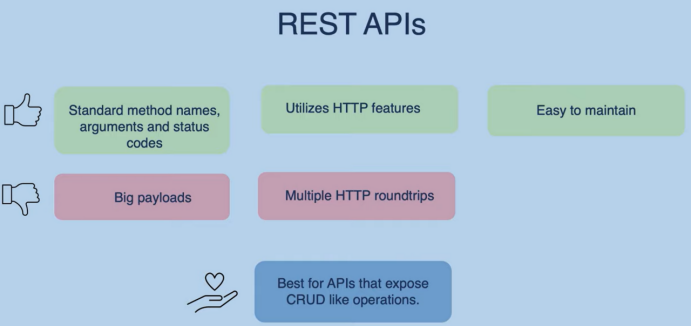 REST APIs
Standard method names,
arguments and status
codes
Utilizes HTTP features
Easy to maintain
Big payloads
Multiple HTTP roundtrips
Best for APIs that expose
CRUD like operations.